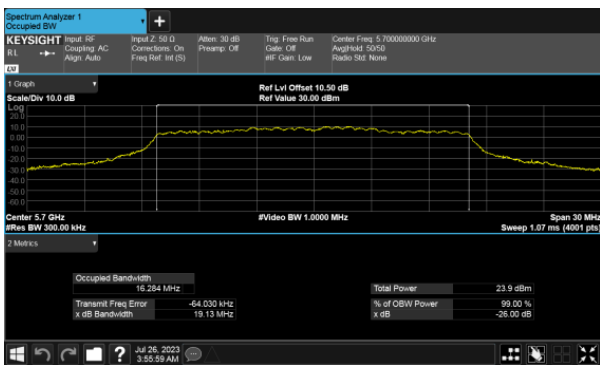 Spectrum Analyzer 1
Occupied BW
KEYSIGHT
R L
Input: RF
Coupling: AC
Align: Auto
Input Z: 50 Ω
Corrections: On
Freq Ref: Int (S)
Atten: 30 dB
Preamp: Off
Trig: Free Run
Gate: Off
#IF Gain: Low
Center Freq: 5.700000000 GHz
Avg|Hold: 50/50
Radio Std: None
1 Graph
Scale/Div 10.0 dB
Ref Lvl Offset 10.50 dB
Ref Value 30.00 dBm
Log
20.0
10.0
0.00
-10.0
-20.0
-30.0
-40.0
-50.0
-60.0
Center 5.7 GHz
#Res BW 300.00 kHz
#Video BW 1.0000 MHz
Span 30 MHz
Sweep 1.07 ms (4001 pts)
2 Metrics
Occupied Bandwidth
16.284 MHz
Transmit Freq Error -64.030 kHz
x dB Bandwidth 19.13 MHz
Total Power 23.9 dBm
% of OBW Power 99.00 %
x dB -26.00 dB
?
Jul 26, 2023
3:55:59 AM